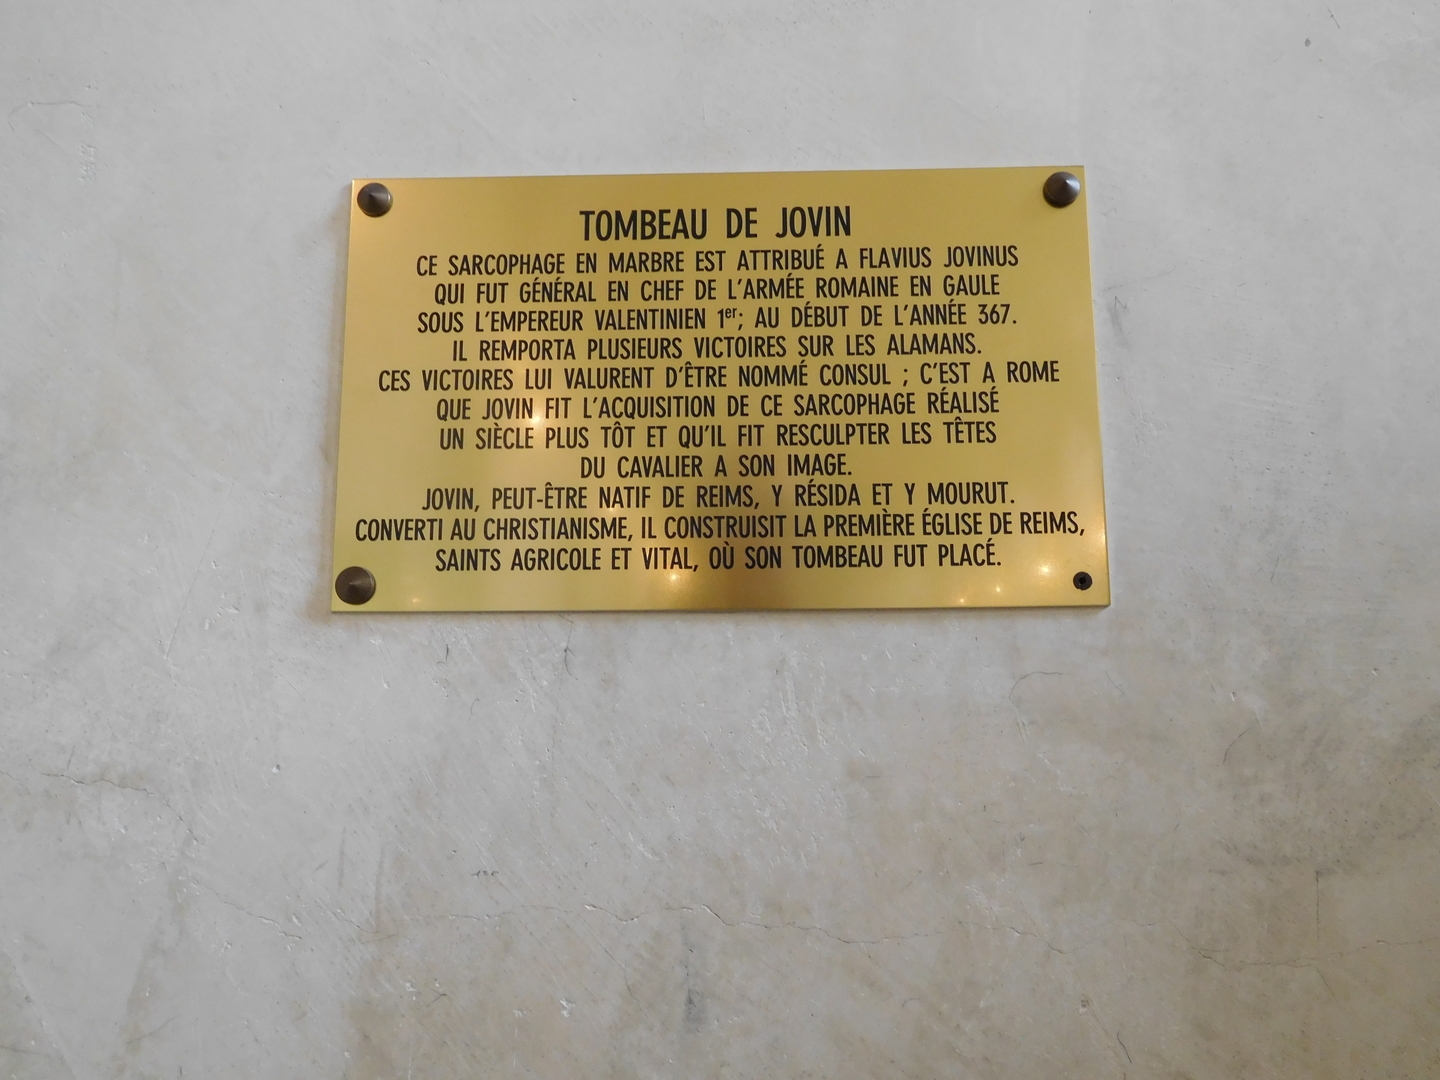 TOMBEAU DE JOVIN
CE SARCOPHAGE EN MARBRE EST ATTRIBUÉ A FLAVIUS JOVINUS
QUI FUT GÉNÉRAL EN CHEF DE L'ARMÉE ROMAINE EN GAULE
SOUS L'EMPEREUR VALENTINIEN 1er; AU DÉBUT DE L'ANNÉE 367.
IL REMPORTA PLUSIEURS VICTOIRES SUR LES ALAMANS.
CES VICTOIRES LUI VALURENT D'ÊTRE NOMMÉ CONSUL ; C'EST A ROME
QUE JOVIN FIT L'ACQUISITION DE CE SARCOPHAGE RÉALISÉ
UN SIÈCLE PLUS TÔT ET QU'IL FIT RESCULPTER LES TÊTES
DU CAVALIER A SON IMAGE.
JOVIN, PEUT-ÊTRE NATIF DE REIMS, Y RÉSIDA ET Y MOURUT.
CONVERTI AU CHRISTIANISME, IL CONSTRUISIT LA PREMIÈRE ÉGLISE DE REIMS,
SAINTS AGRICOLE ET VITAL, OÙ SON TOMBEAU FUT PLACÉ.